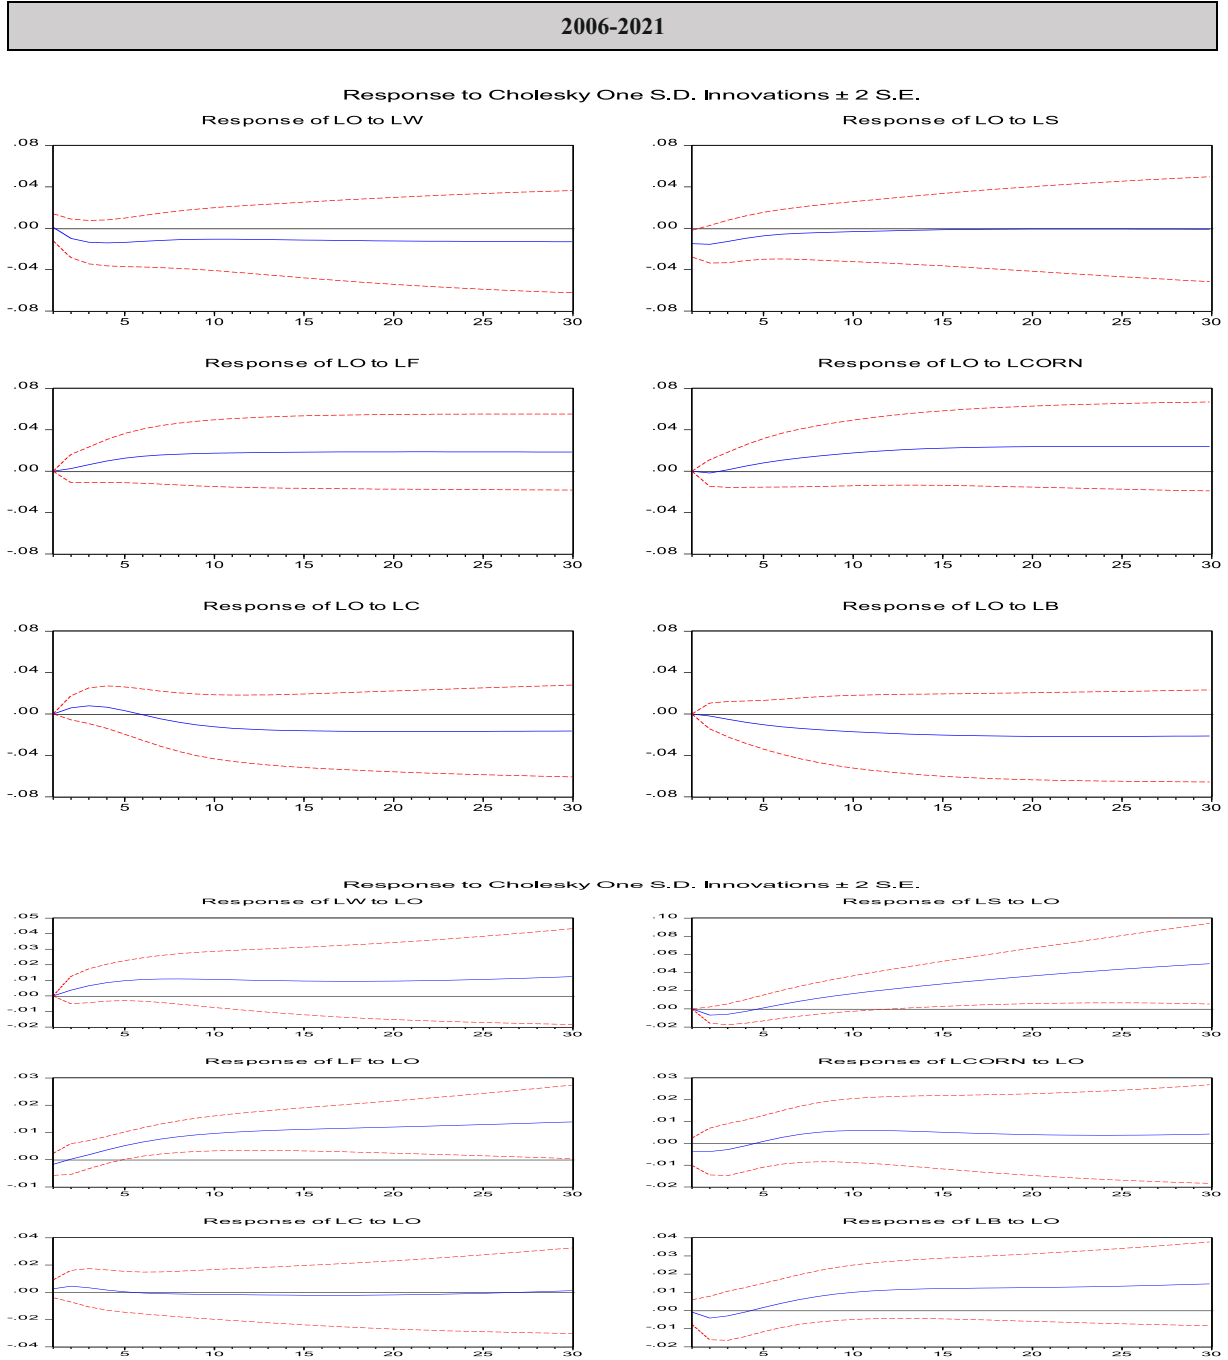 2006-2021
Response to Cholesky One S.D. Innovations ± 2 S.E.
Response of LO to LW
.08
.04
.00
-.04
-.08
5 10 15 20 25 30
Response of LO to LS
.08
.04
.00
-.04
-.08
5 10 15 20 25 30
Response of LO to LF
.08
.04
.00
-.04
-.08
5 10 15 20 25 30
Response of LO to LCORN
.08
.04
.00
-.04
-.08
5 10 15 20 25 30
Response of LO to LC
.08
.04
.00
-.04
-.08
5 10 15 20 25 30
Response of LO to LB
.08
.04
.00
-.04
-.08
5 10 15 20 25 30
Response to Cholesky One S.D. Innovations ± 2 S.E.
Response of LW to LO
.05
.04
.03
.02
.01
.00
-.01
-.02
5 10 15 20 25 30
Response of LS to LO
.10
.08
.06
.04
.02
.00
-.02
5 10 15 20 25 30
Response of LF to LO
.03
.02
.01
.00
-.01
5 10 15 20 25 30
Response of LCORN to LO
.03
.02
.01
.00
-.01
-.02
5 10 15 20 25 30
Response of LC to LO
.04
.02
.00
-.02
-.04
5 10 15 20 25 30
Response of LB to LO
.04
.03
.02
.01
.00
-.01
-.02
5 10 15 20 25 30